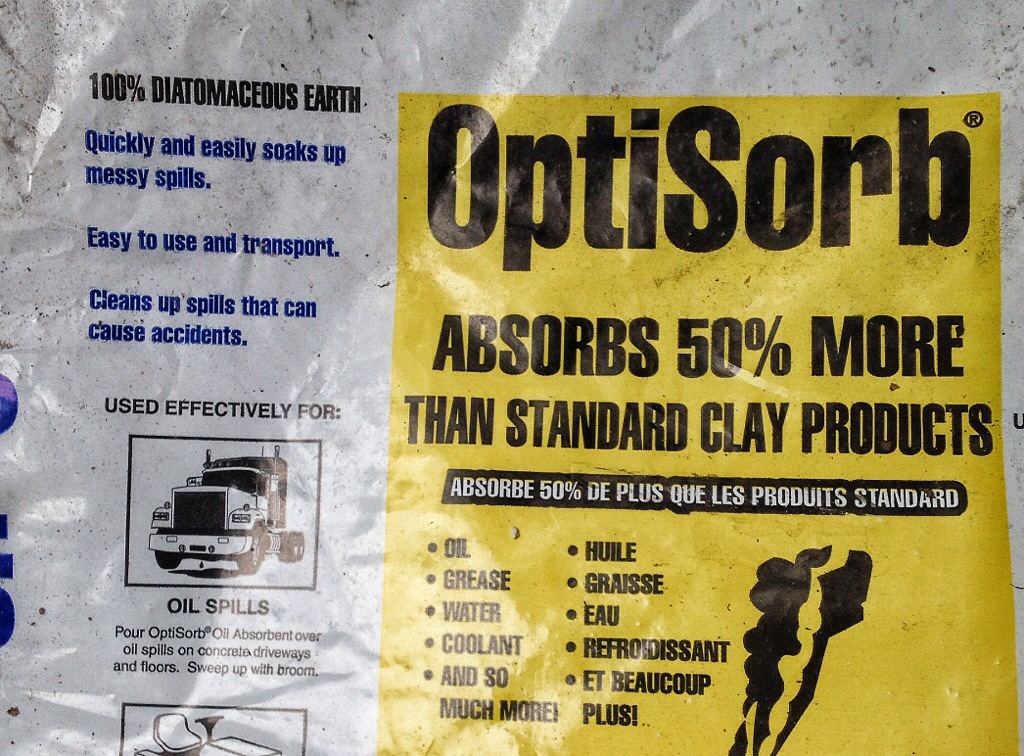 100% DIATOMACEOUS EARTH
Quickly and easily soaks up
messy spills.
Easy to use and transport.
Cleans up spills that can
cause accidents.
USED EFFECTIVELY FOR:
OIL SPILLS
Pour OptiSorb® Oil Absorbent over
oil spills on concrete driveways
and floors. Sweep up with broom.
OptiSorb®
ABSORBS 50% MORE
THAN STANDARD CLAY PRODUCTS
ABSORBE 50% DE PLUS QUE LES PRODUITS STANDARD
• OIL
• GREASE
• WATER
• COOLANT
• AND SO
MUCH MORE!
• HUILE
• GRAISSE
• EAU
• REFROIDISSANT
• ET BEAUCOUP
PLUS!